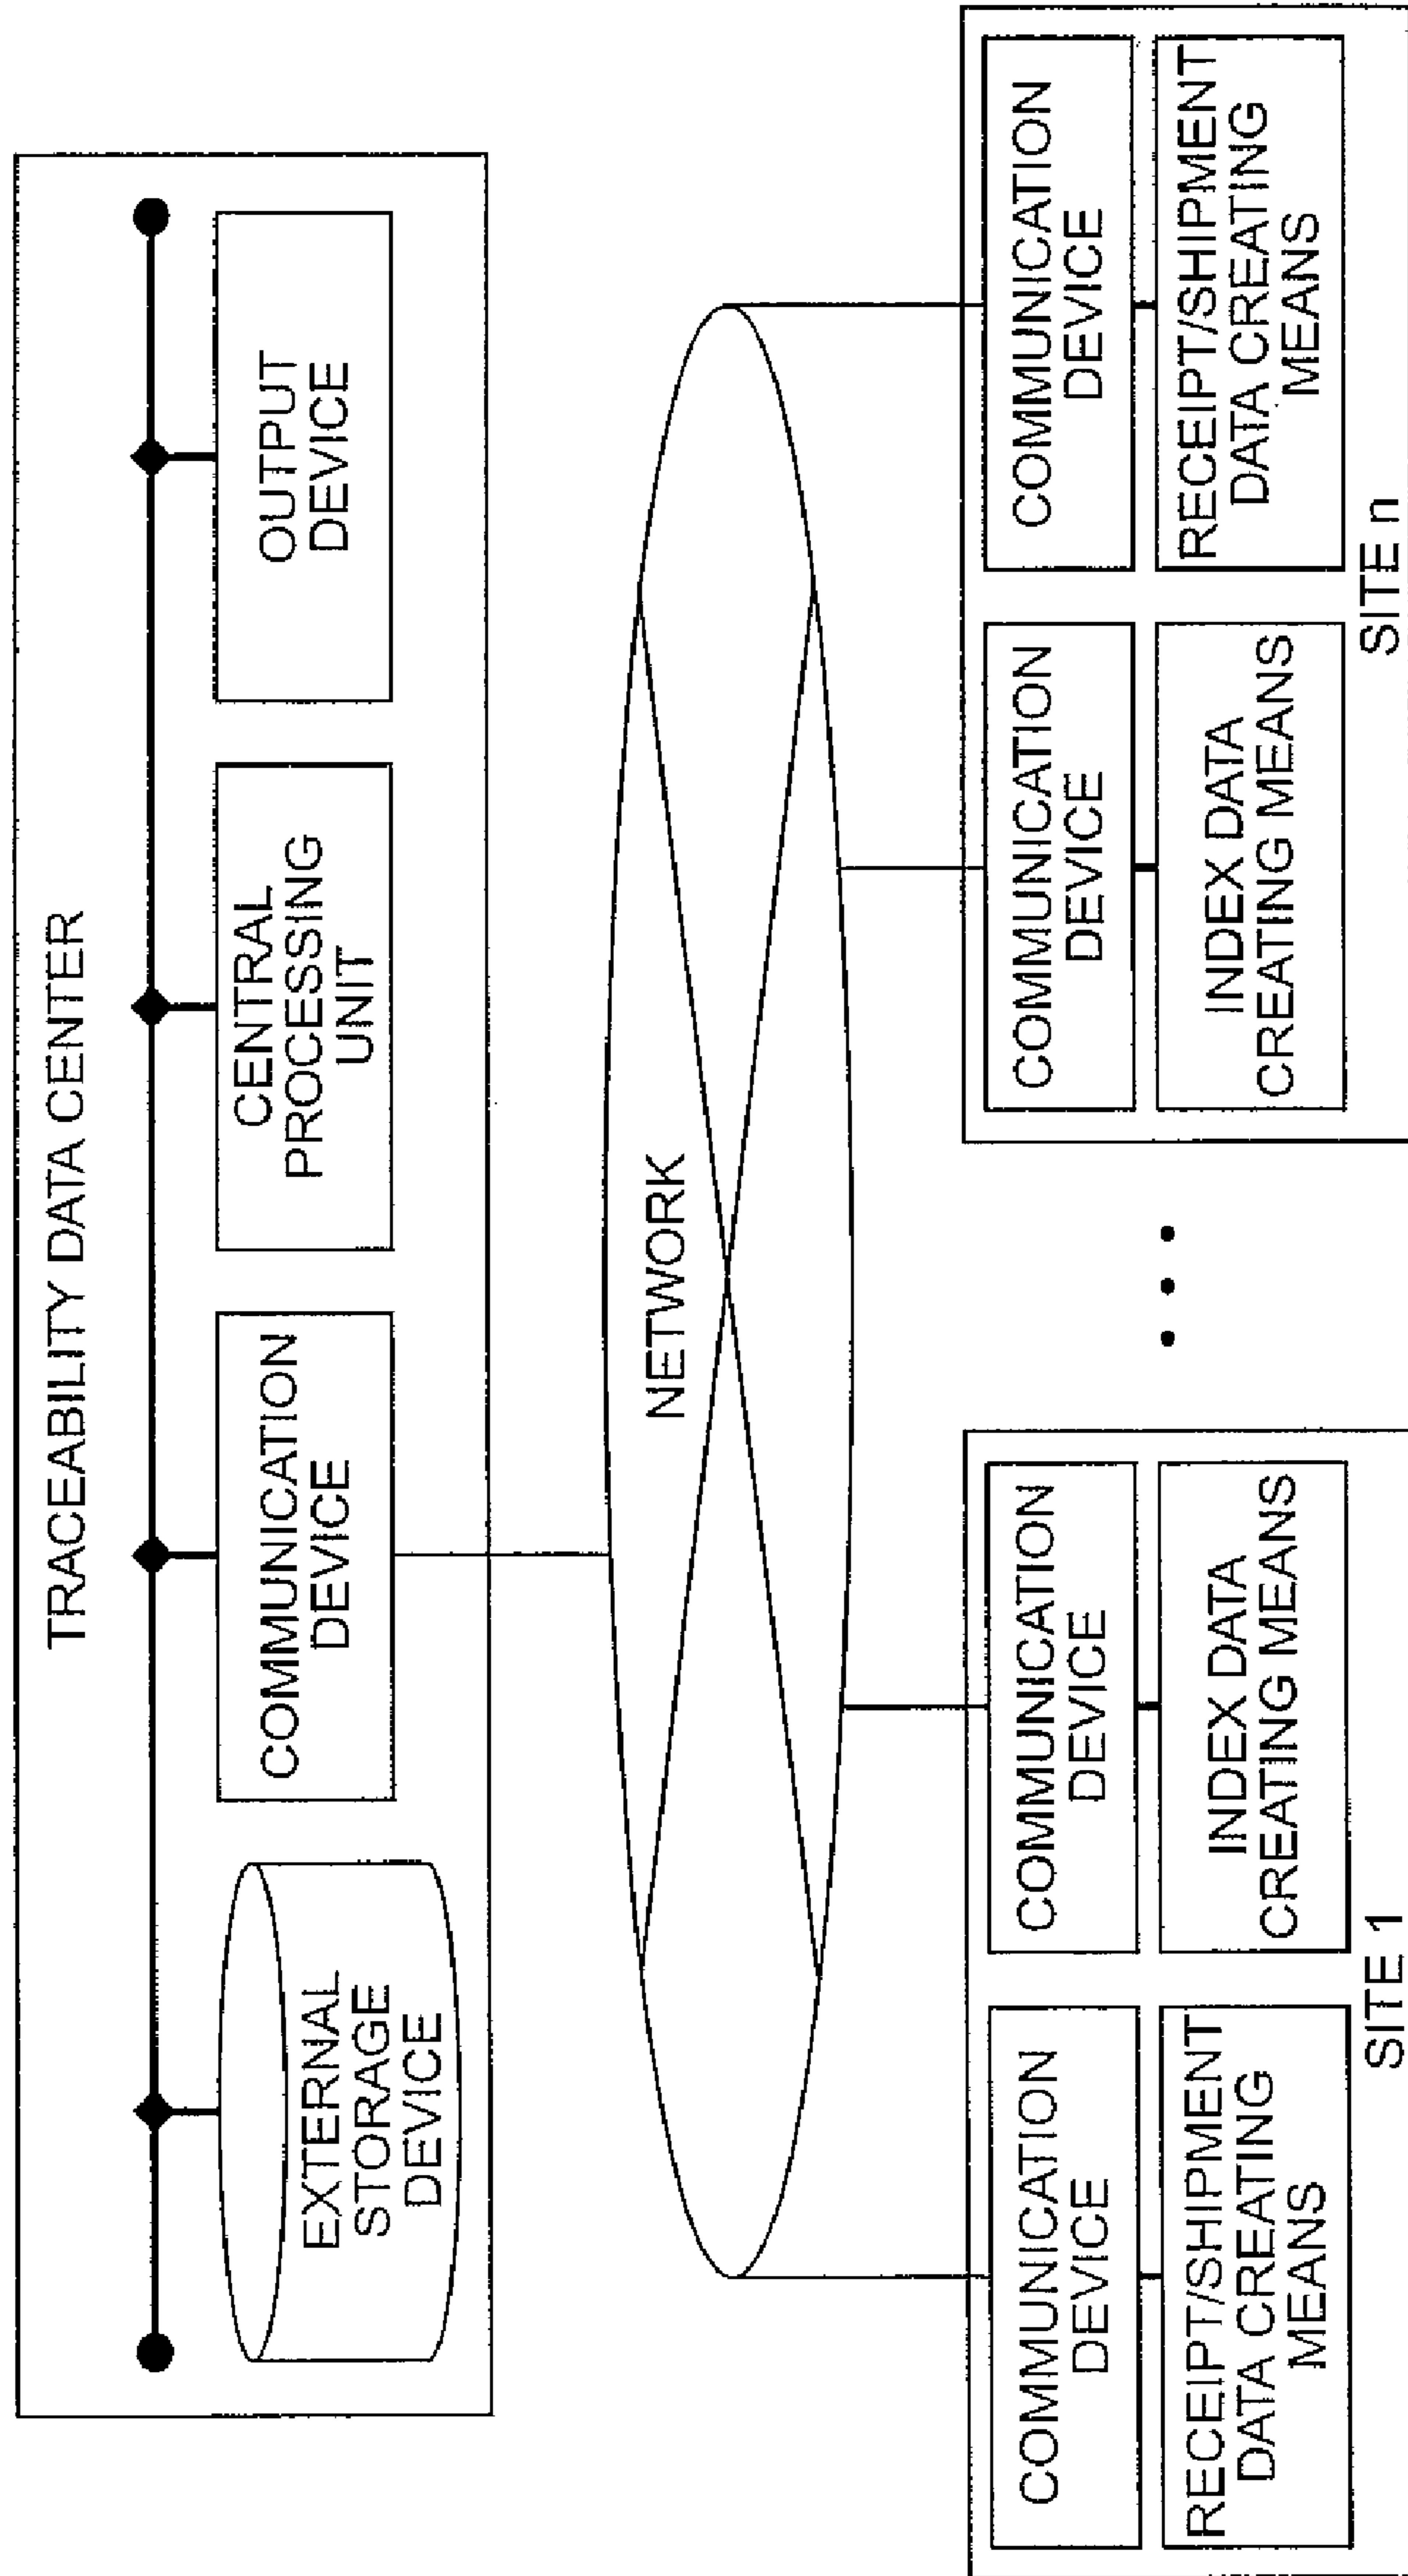 TRACEABILITY DATA CENTER
EXTERNAL
STORAGE
DEVICE
COMMUNICATION
DEVICE
CENTRAL
PROCESSING
UNIT
OUTPUT
DEVICE
NETWORK
COMMUNICATION
DEVICE
RECEIPT/SHIPMENT
DATA CREATING
MEANS
COMMUNICATION
DEVICE
INDEX DATA
CREATING MEANS
SITE 1
• • •
COMMUNICATION
DEVICE
INDEX DATA
CREATING MEANS
COMMUNICATION
DEVICE
RECEIPT/SHIPMENT
DATA CREATING
MEANS
SITE n